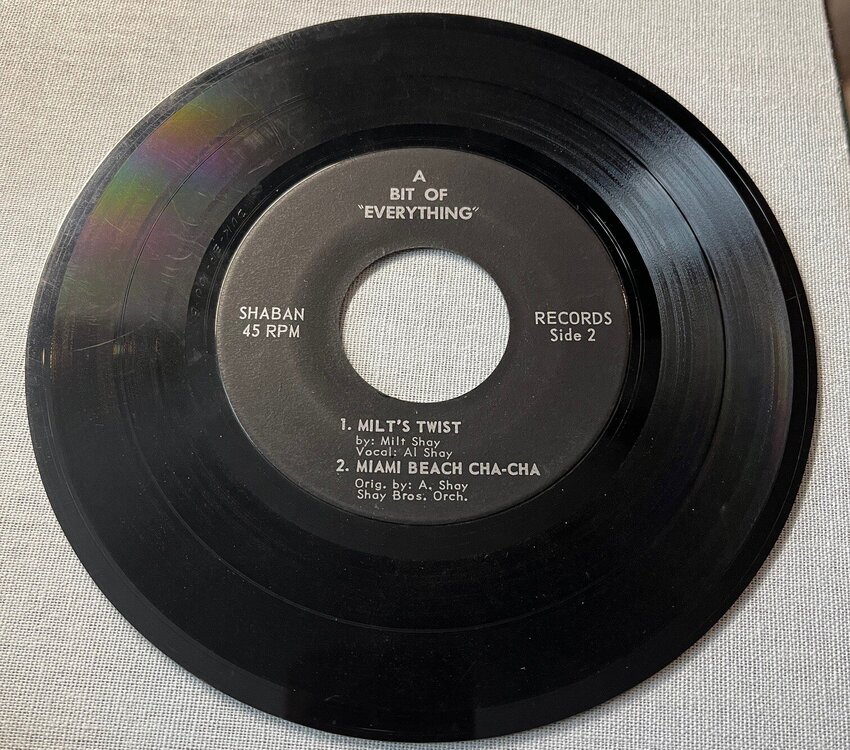 A
BIT OF
"EVERYTHING"
SHABAN
45 RPM
RECORDS
Side 2
1. MILT'S TWIST
by: Milt Shay
Vocal: Al Shay
2. MIAMI BEACH CHA-CHA
Orig. by: A. Shay
Shay Bros. Orch.